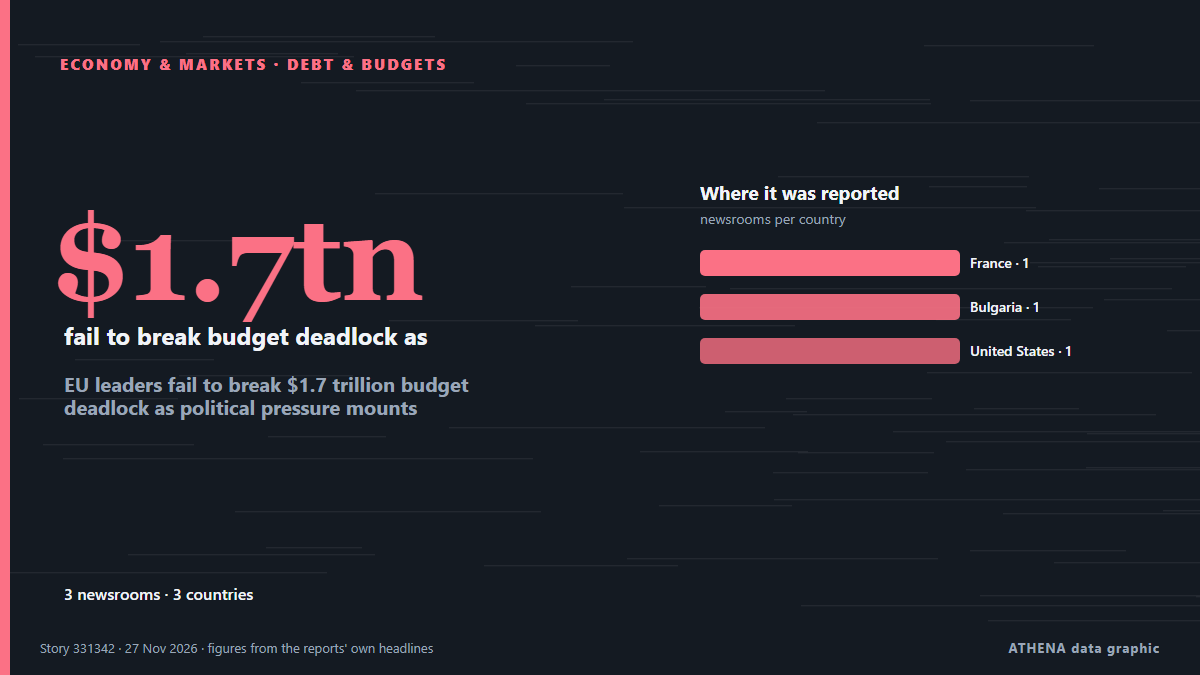 ECONOMY & MARKETS · DEBT & BUDGETS
$1.7tn
fail to break budget deadlock as
EU leaders fail to break $1.7 trillion budget
deadlock as political pressure mounts
Where it was reported
newsrooms per country
France · 1
Bulgaria · 1
United States · 1
3 newsrooms · 3 countries
Story 331342 · 27 Nov 2026 · figures from the reports' own headlines
ATHENA data graphic